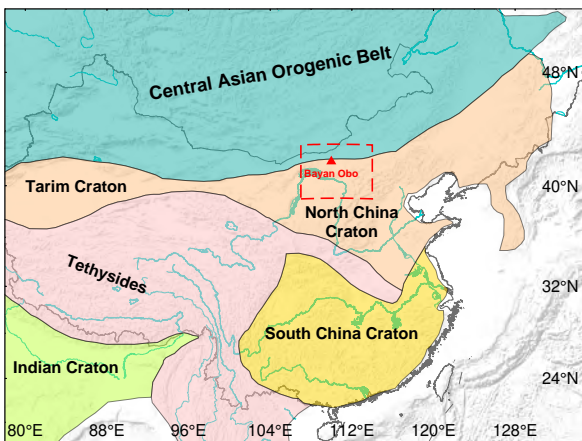 Central Asian Orogenic Belt
48°N
Bayan Obo
Tarim Craton
40°N
North China
Craton
Tethysides
32°N
South China Craton
Indian Craton
24°N
80°E 88°E 96°E 104°E 112°E 120°E 128°E